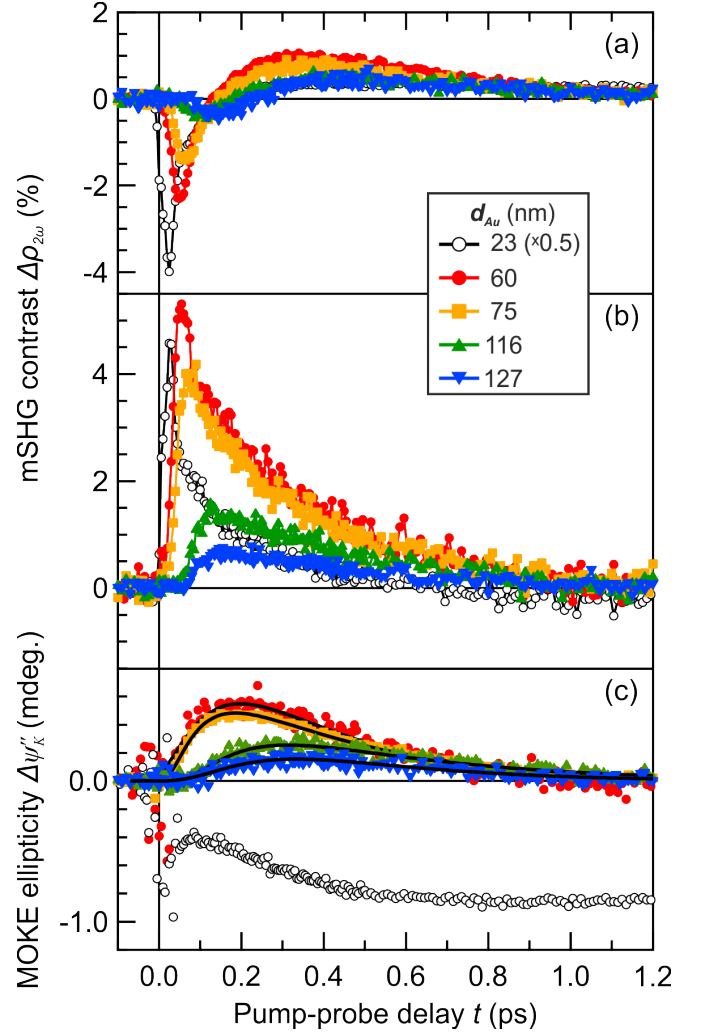 2
(a)
0
-2
-4
mSHG contrast Δρ2ω (%)
dAu (nm)
23 (x0.5)
60
75
116
127
(b)
4
2
0
(c)
0.0
-1.0
MOKE ellipticity Δψ″K (mdeg.)
0.0 0.2 0.4 0.6 0.8 1.0 1.2
Pump-probe delay t (ps)